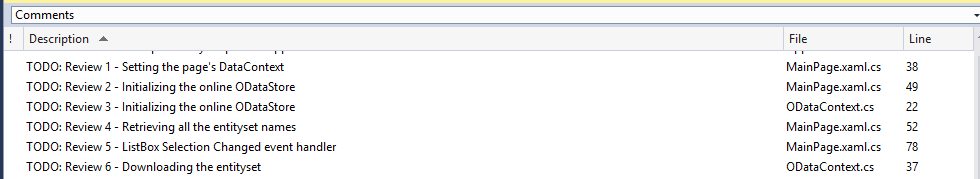 Comments
! Description File Line
TODO: Review 1 - Setting the page's DataContext MainPage.xaml.cs 38
TODO: Review 2 - Initializing the online ODataStore MainPage.xaml.cs 49
TODO: Review 3 - Initializing the online ODataStore ODataContext.cs 22
TODO: Review 4 - Retrieving all the entityset names MainPage.xaml.cs 52
TODO: Review 5 - ListBox Selection Changed event handler MainPage.xaml.cs 78
TODO: Review 6 - Downloading the entityset ODataContext.cs 37